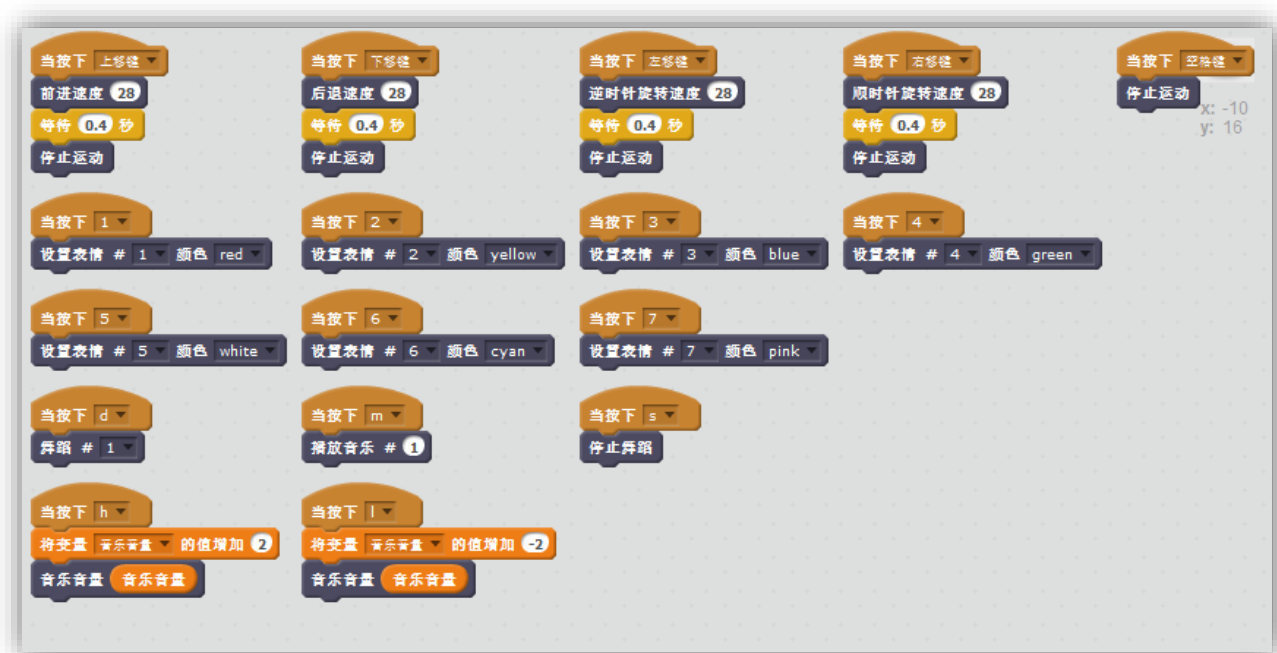 当按下 上移键
前进速度 28
等待 0.4 秒
停止运动
当按下 下移键
后退速度 28
等待 0.4 秒
停止运动
当按下 左移键
逆时针旋转速度 28
等待 0.4 秒
停止运动
当按下 右移键
顺时针旋转速度 28
等待 0.4 秒
停止运动
当按下 空格键
停止运动
x: -10
y: 16
当按下 1
设置表情 # 1 颜色 red
当按下 2
设置表情 # 2 颜色 yellow
当按下 3
设置表情 # 3 颜色 blue
当按下 4
设置表情 # 4 颜色 green
当按下 5
设置表情 # 5 颜色 white
当按下 6
设置表情 # 6 颜色 cyan
当按下 7
设置表情 # 7 颜色 pink
当按下 d
舞蹈 # 1
当按下 m
播放音乐 # 1
当按下 s
停止舞蹈
当按下 h
将变量 音乐音量 的值增加 2
音乐音量 音乐音量
当按下 l
将变量 音乐音量 的值增加 -2
音乐音量 音乐音量